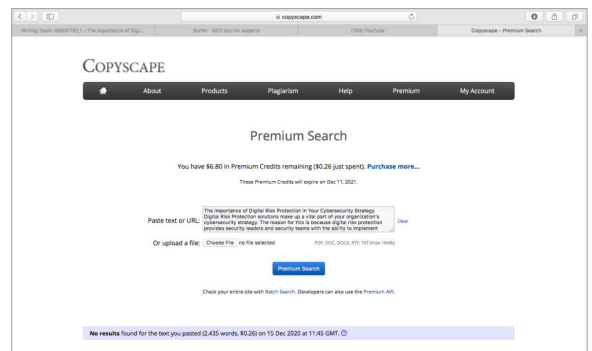 copyscape.com
Writing Team: ANEXTTB1_1 – The Importance of Digi...
Surfer - SEO tool for experts
YouTube
Copyscape - Premium Search
COPYSCAPE
About Products Plagiarism Help Premium My Account
Premium Search
You have $6.80 in Premium Credits remaining ($0.26 just spent). Purchase more...
These Premium Credits will expire on Dec 11, 2021.
Paste text or URL:
The Importance of Digital Risk Protection in Your Cybersecurity Strategy
Digital Risk Protection solutions make up a vital part of your organization's
cybersecurity strategy. The reason for this is because digital risk protection
provides security leaders and security teams with the ability to implement
Clear
Or upload a file: Choose File no file selected PDF, DOC, DOCX, RTF, TXT (max 16Mb)
Premium Search
Check your entire site with Batch Search. Developers can also use the Premium API.
No results found for the text you pasted (2,435 words, $0.26) on 15 Dec 2020 at 11:45 GMT. ?